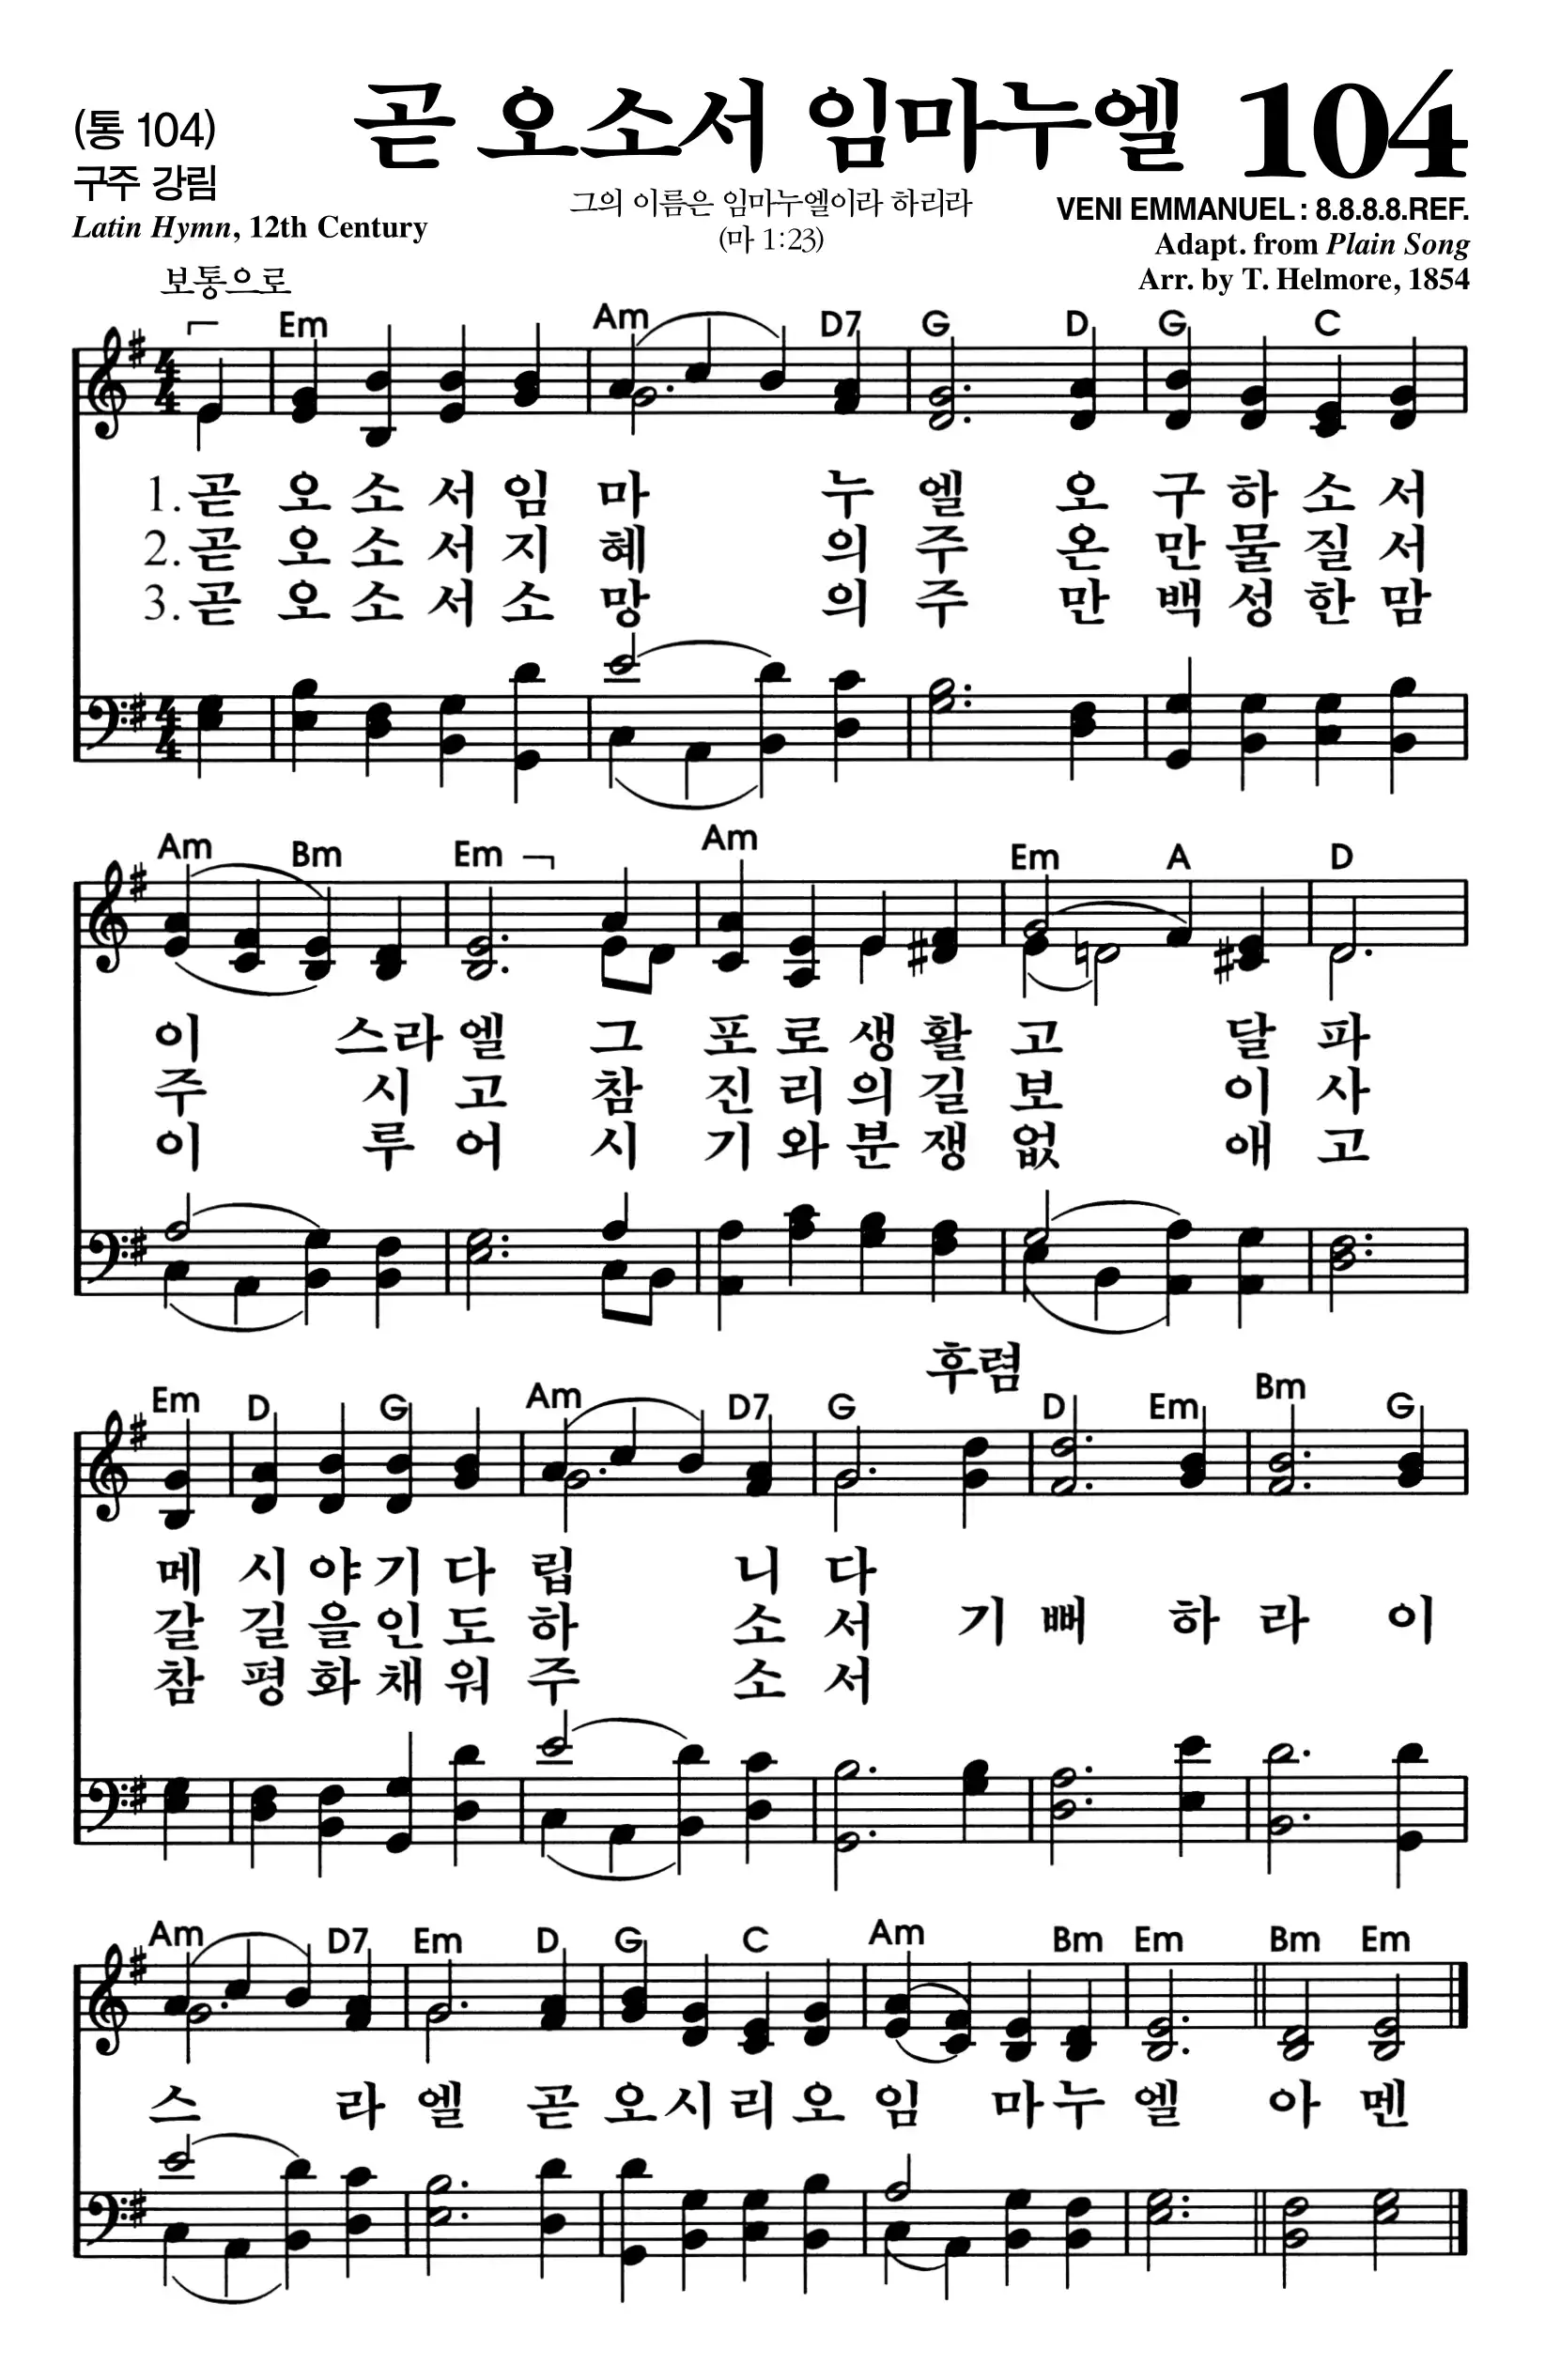 (통 104)
곧 오소서 임마누엘 104
구주 강림
Latin Hymn, 12th Century
그의 이름은 임마누엘이라 하리라
(마 1:23)
VENI EMMANUEL : 8.8.8.8.REF.
Adapt. from Plain Song
Arr. by T. Helmore, 1854
보통으로
Em Am D7 G D G C
1. 곧 오 소 서 임 마 누 엘 오 구 하 소 서
2. 곧 오 소 서 지 혜 의 주 온 만 물 질 서
3. 곧 오 소 서 소 망 의 주 만 백 성 한 맘
Am Bm Em Am Em A D
이 스라 엘 그 포 로 생 활 고 달 파
주 시 고 참 진 리 의 길 보 이 사
이 루 어 시 기 와 분 쟁 없 애 고
후렴
Em D G Am D7 G D Em Bm G
메 시 야 기 다 립 니 다
갈 길 을 인 도 하 소 서 기 뻐 하 라 이
참 평 화 채 워 주 소 서
Am D7 Em D G C Am Bm Em Bm Em
스 라 엘 곧 오 시 리 오 임 마 누 엘 아 멘